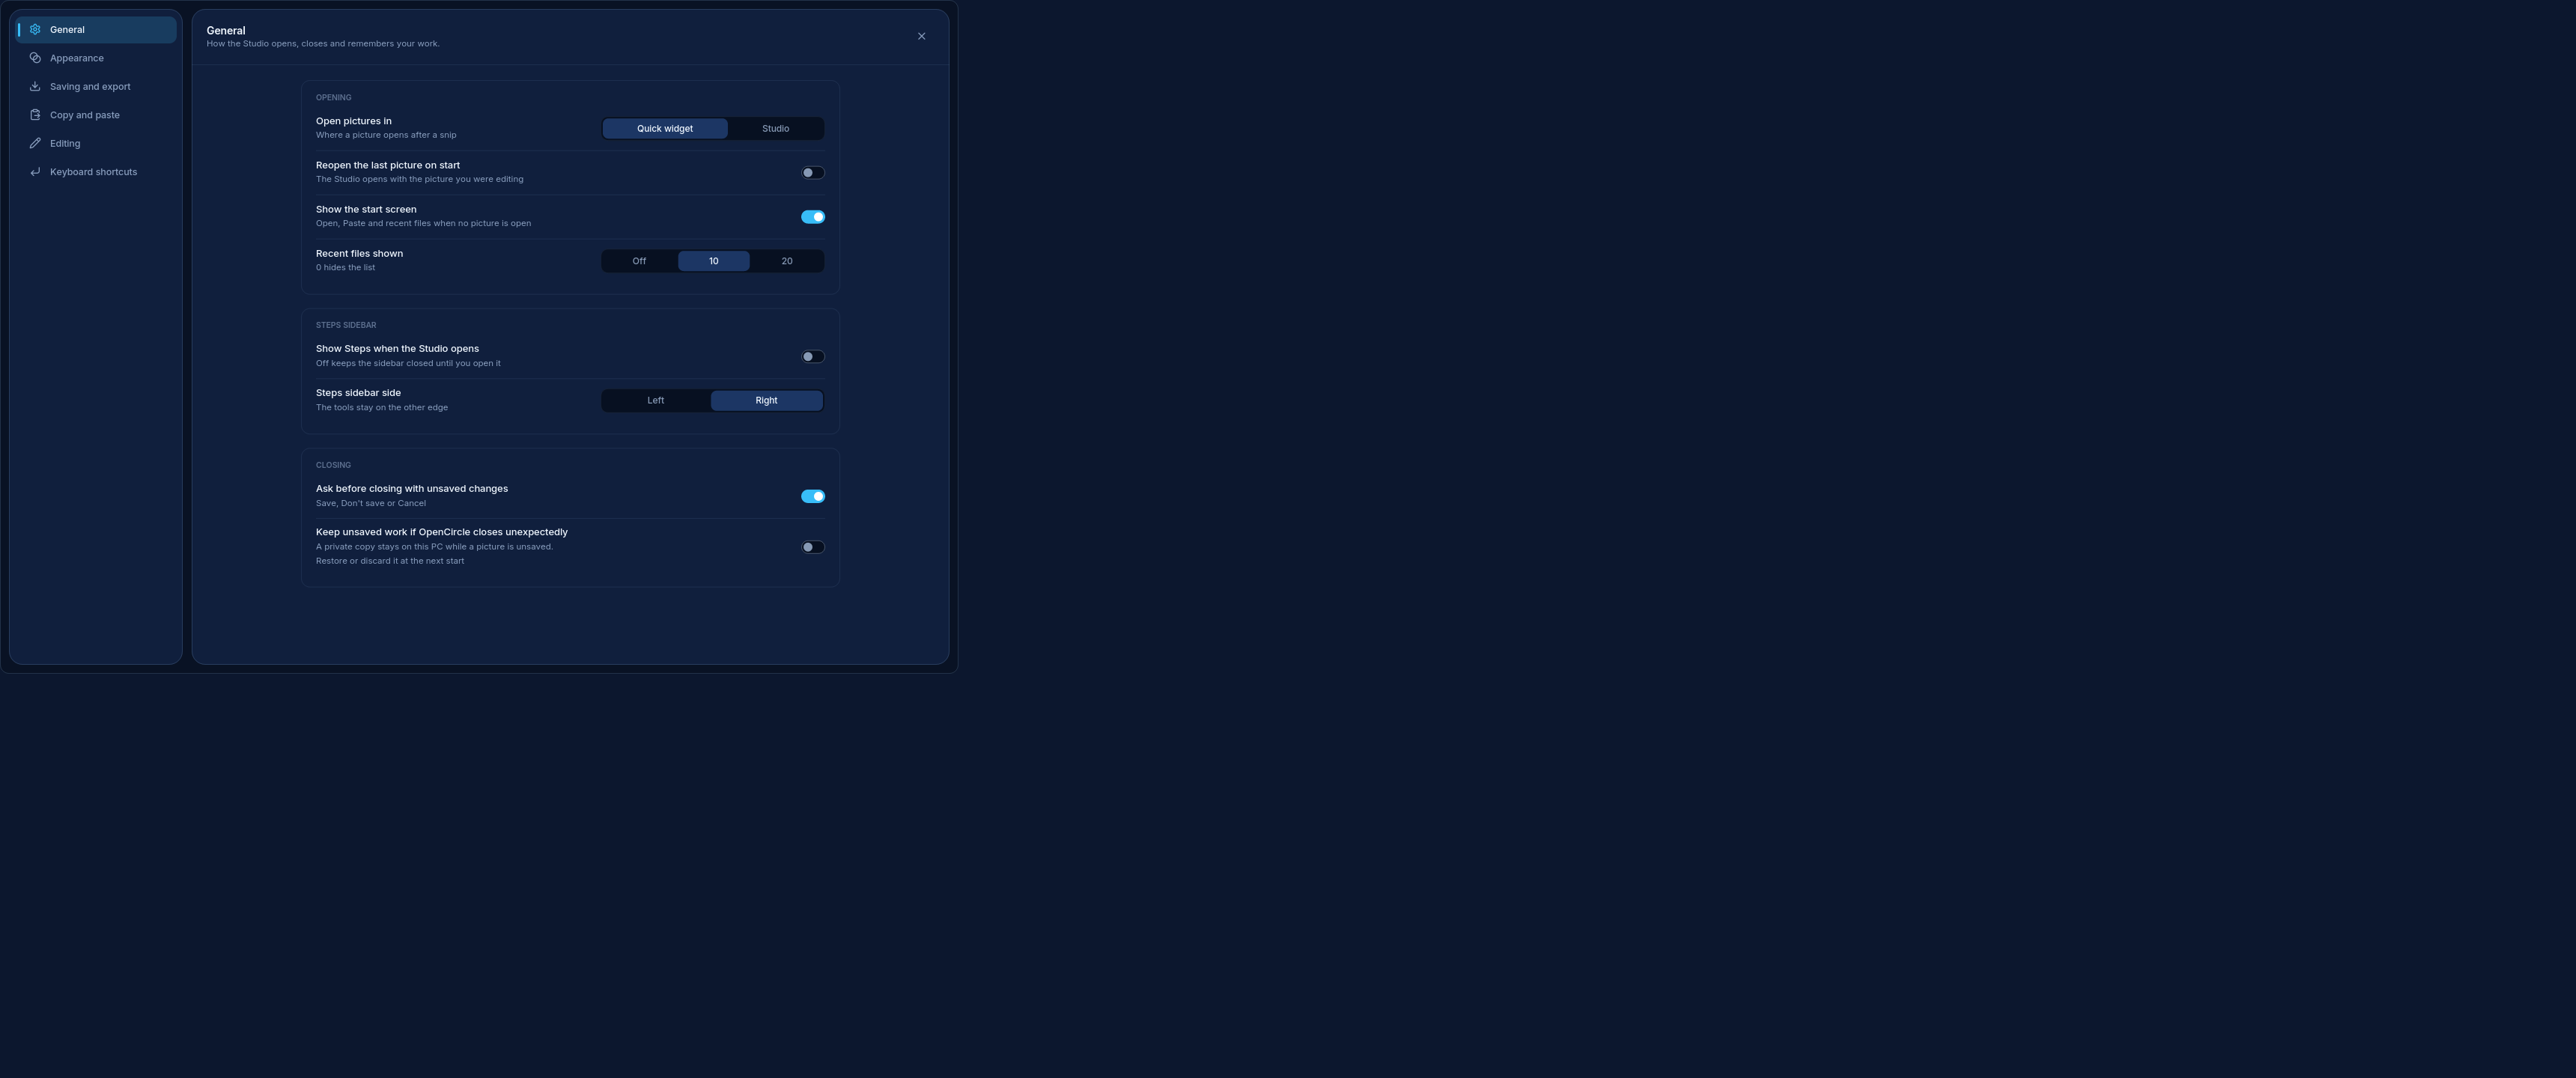 General
Appearance
Saving and export
Copy and paste
Editing
Keyboard shortcuts
General
How the Studio opens, closes and remembers your work.
OPENING
Open pictures in
Where a picture opens after a snip
Quick widget
Studio
Reopen the last picture on start
The Studio opens with the picture you were editing
Show the start screen
Open, Paste and recent files when no picture is open
Recent files shown
0 hides the list
Off
10
20
STEPS SIDEBAR
Show Steps when the Studio opens
Off keeps the sidebar closed until you open it
Steps sidebar side
The tools stay on the other edge
Left
Right
CLOSING
Ask before closing with unsaved changes
Save, Don't save or Cancel
Keep unsaved work if OpenCircle closes unexpectedly
A private copy stays on this PC while a picture is unsaved.
Restore or discard it at the next start